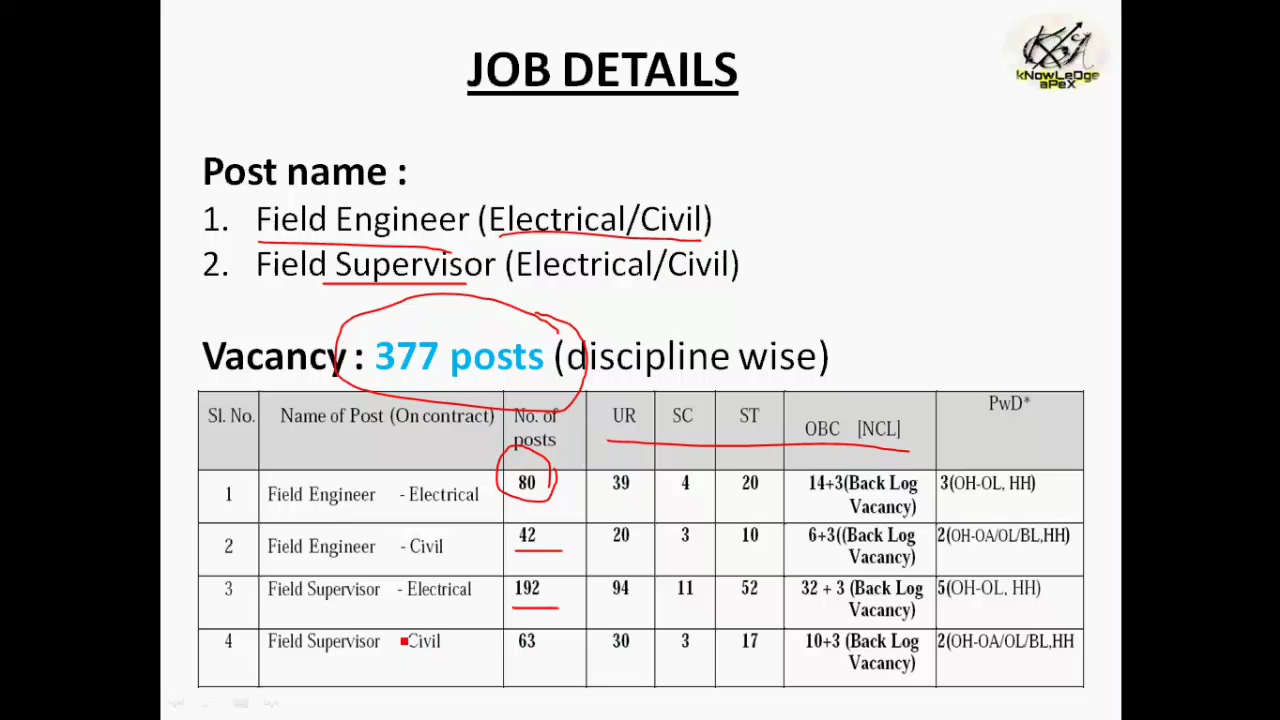 JOB DETAILS
kNowLeDge
aPeX
Post name :
1. Field Engineer (Electrical/Civil)
2. Field Supervisor (Electrical/Civil)
Vacancy : 377 posts (discipline wise)
Sl. No. Name of Post (On contract) No. of posts UR SC ST OBC [NCL] PwD*
1 Field Engineer - Electrical 80 39 4 20 14+3(Back Log Vacancy) 3(OH-OL, HH)
2 Field Engineer - Civil 42 20 3 10 6+3((Back Log Vacancy) 2(OH-OA/OL/BL,HH)
3 Field Supervisor - Electrical 192 94 11 52 32 + 3 (Back Log Vacancy) 5(OH-OL, HH)
4 Field Supervisor Civil 63 30 3 17 10+3 (Back Log Vacancy) 2(OH-OA/OL/BL,HH